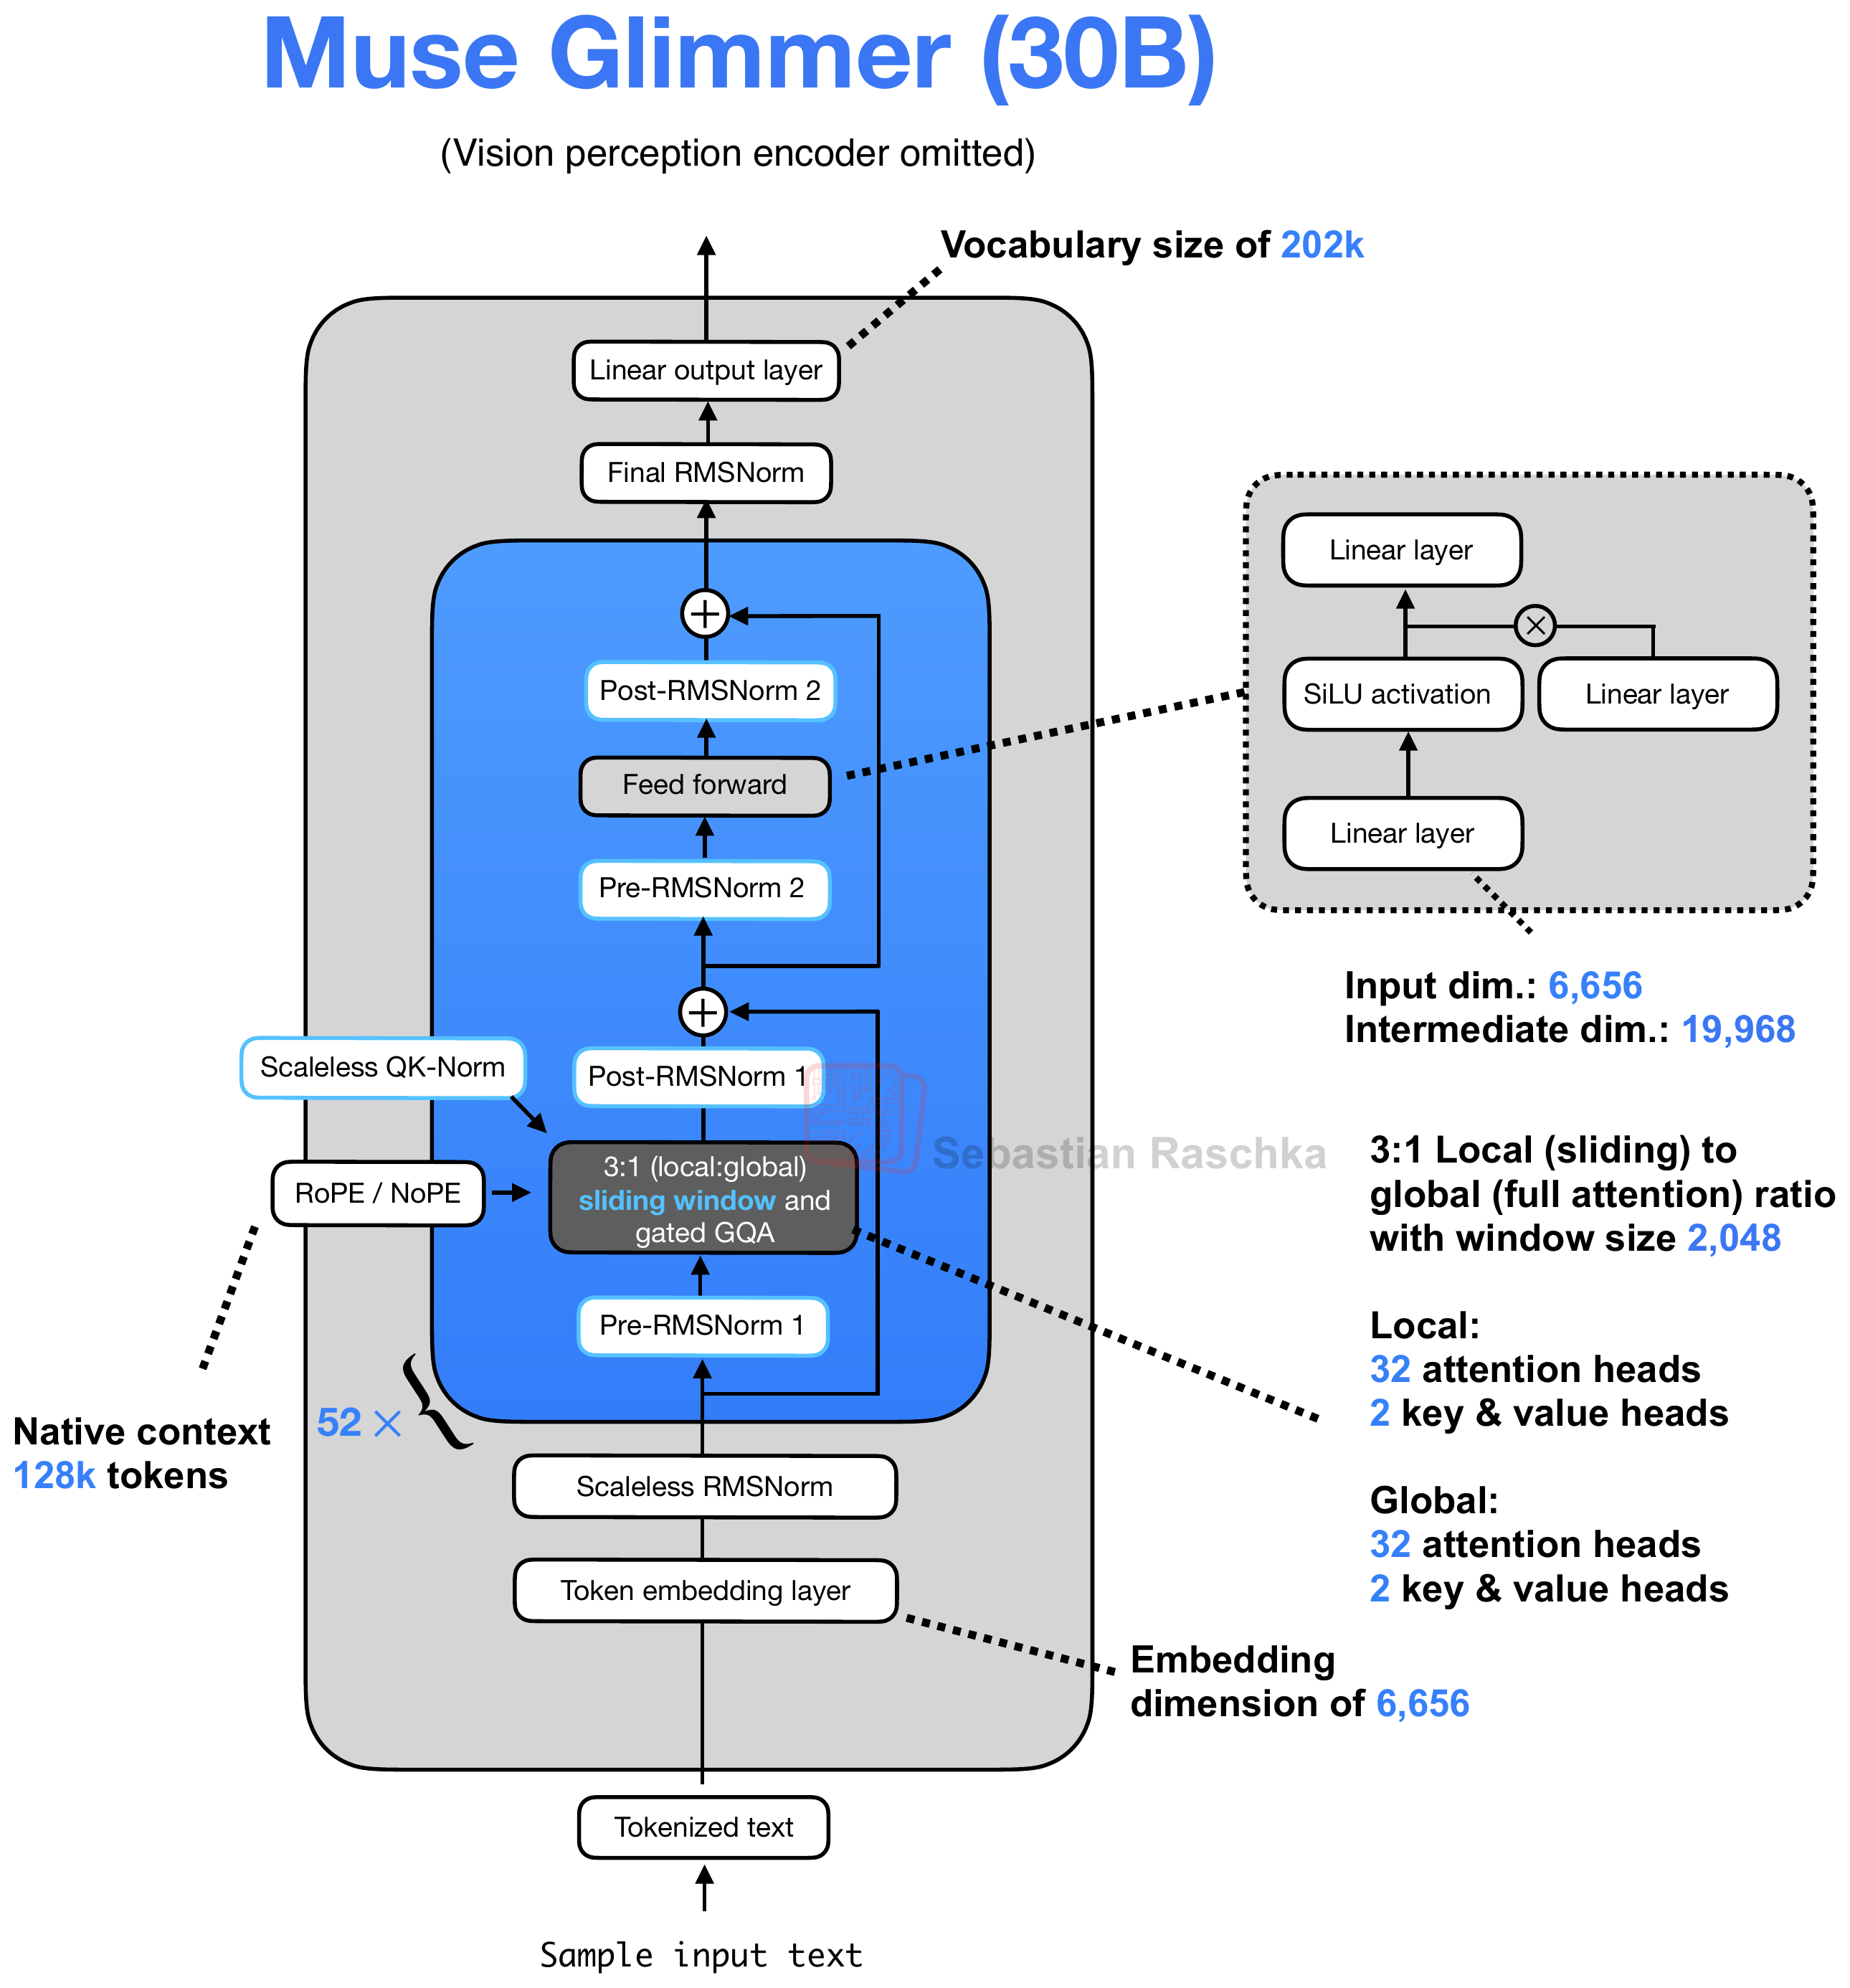 Muse Glimmer (30B)
(Vision perception encoder omitted)
Vocabulary size of 202k
Linear output layer
Final RMSNorm
Post-RMSNorm 2
Feed forward
Pre-RMSNorm 2
Linear layer
SiLU activation
Linear layer
Linear layer
Input dim.: 6,656
Intermediate dim.: 19,968
Scaleless QK-Norm
Post-RMSNorm 1
RoPE / NoPE
3:1 (local:global)
sliding window and
gated GQA
Sebastian Raschka
Pre-RMSNorm 1
3:1 Local (sliding) to
global (full attention) ratio
with window size 2,048
Local:
32 attention heads
2 key & value heads
Global:
32 attention heads
2 key & value heads
Native context
128k tokens
52 ×
Scaleless RMSNorm
Token embedding layer
Embedding
dimension of 6,656
Tokenized text
Sample input text